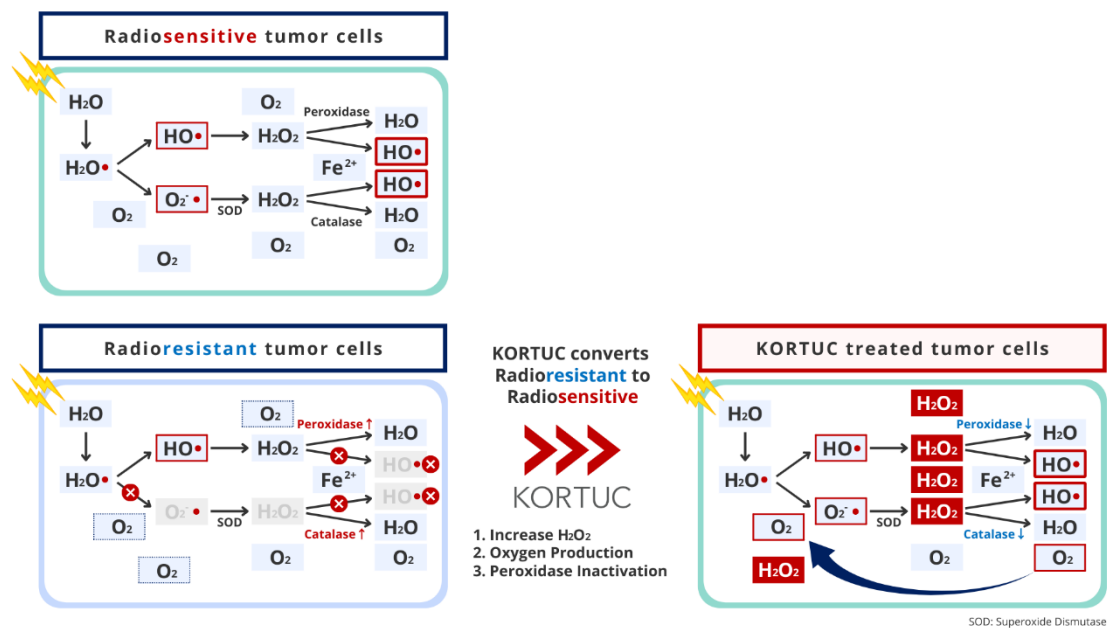 Radiosensitive tumor cells
H₂O
O₂
Peroxidase
H₂O
HO•
H₂O₂
HO•
H₂O•
Fe²⁺
HO•
O₂⁻•
SOD
H₂O₂
O₂
Catalase
H₂O
O₂
O₂
O₂
Radioresistant tumor cells
H₂O
O₂
Peroxidase↑
H₂O
HO•
H₂O₂
HO•
H₂O•
Fe²⁺
HO•
O₂⁻•
SOD
H₂O₂
O₂
Catalase↑
H₂O
O₂
O₂
O₂
KORTUC converts
Radioresistant to
Radiosensitive
KORTUC
1. Increase H₂O₂
2. Oxygen Production
3. Peroxidase Inactivation
KORTUC treated tumor cells
H₂O
H₂O₂
Peroxidase↓
H₂O
HO•
H₂O₂
HO•
H₂O•
H₂O₂
Fe²⁺
HO•
O₂⁻•
SOD
H₂O₂
O₂
Catalase↓
H₂O
O₂
O₂
H₂O₂
SOD: Superoxide Dismutase